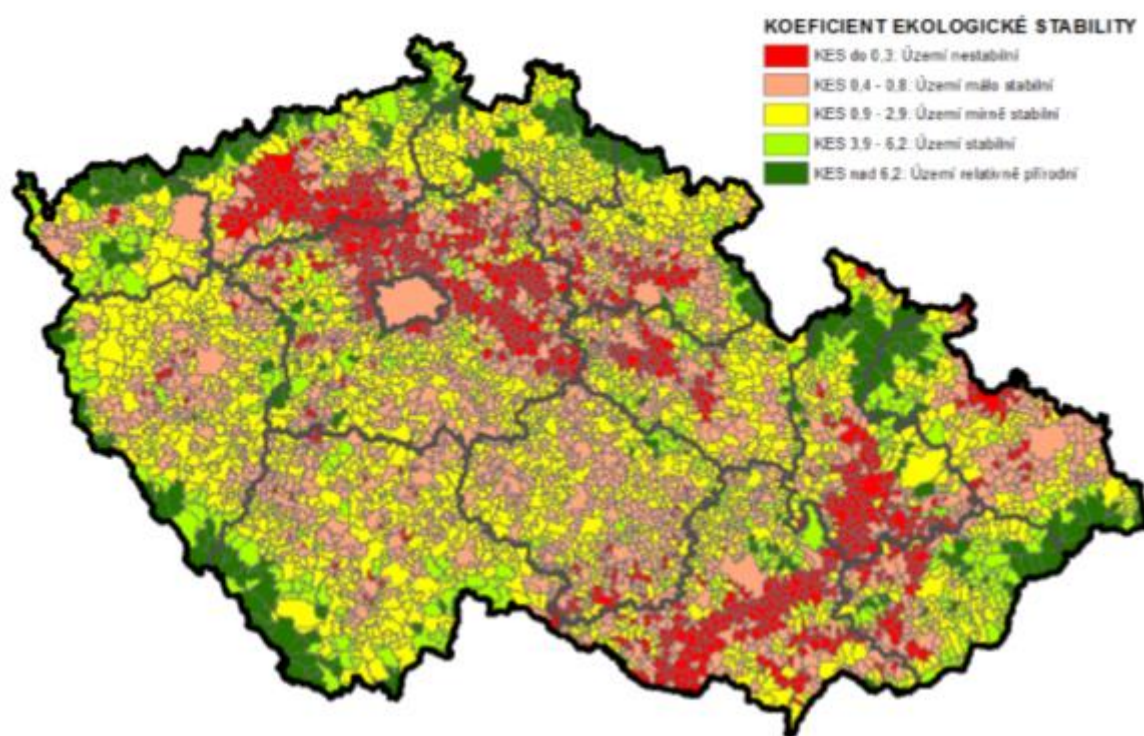 KOEFICIENT EKOLOGICKÉ STABILITY
KES do 0,3: Území nestabilní
KES 0,4 - 0,8: Území málo stabilní
KES 0,9 - 2,9: Území mírně stabilní
KES 3,9 - 6,2: Území stabilní
KES nad 6,2: Území relativně přírodní